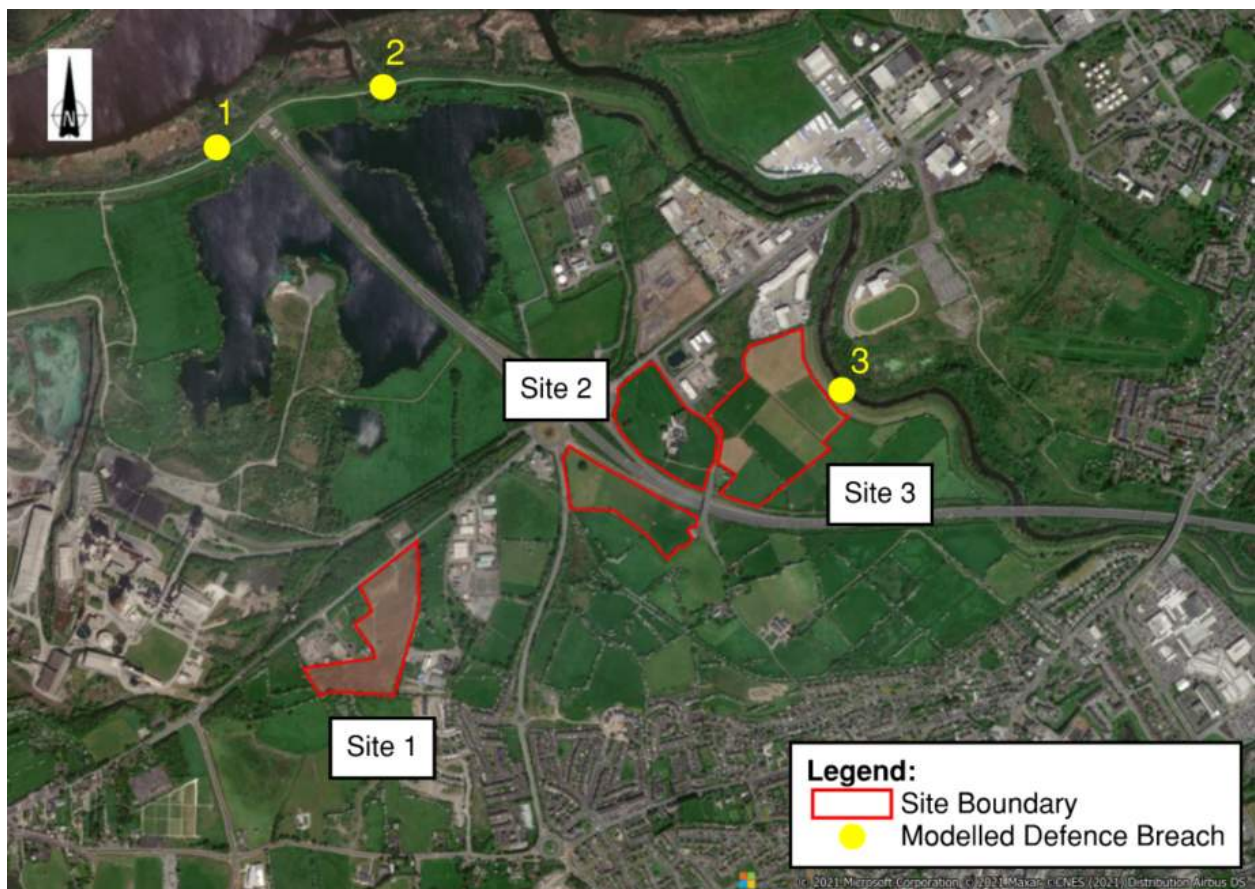 N
1
2
3
Site 2
Site 3
Site 1
Legend:
Site Boundary
Modelled Defence Breach
© 2021 Microsoft Corporation © 2021 Maxar ©CNES (2021) Distribution Airbus DS